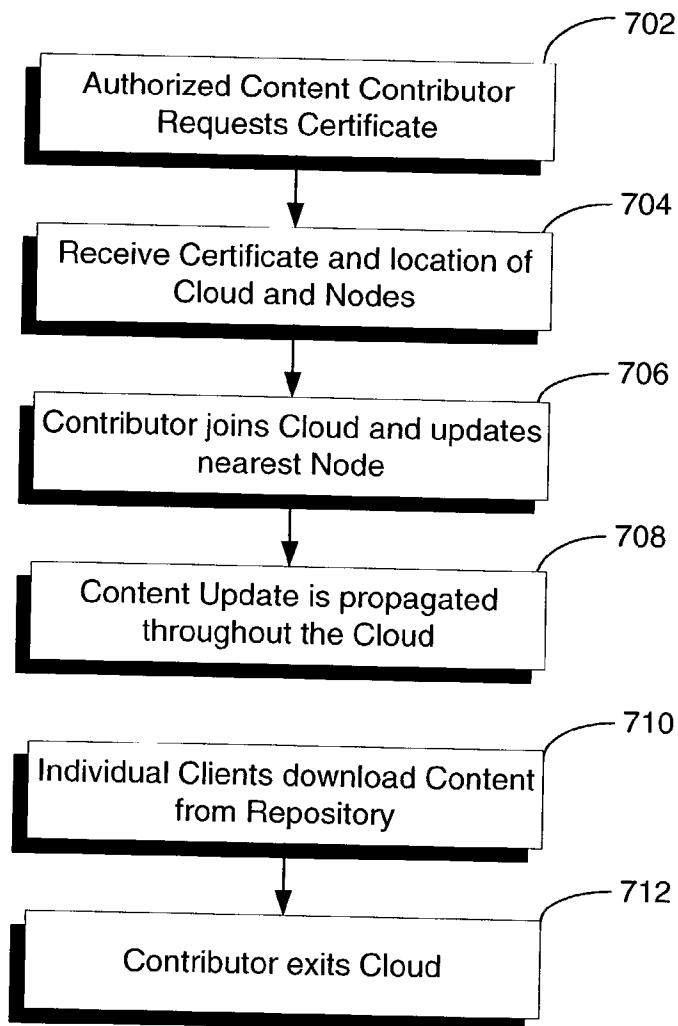 702
Authorized Content Contributor
Requests Certificate
704
Receive Certificate and location of
Cloud and Nodes
706
Contributor joins Cloud and updates
nearest Node
708
Content Update is propagated
throughout the Cloud
710
Individual Clients download Content
from Repository
712
Contributor exits Cloud